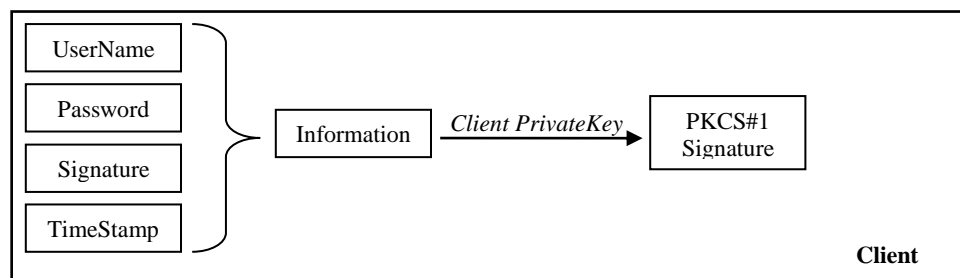 UserName
Password
Signature
TimeStamp
Information
Client PrivateKey
PKCS#1
Signature
Client